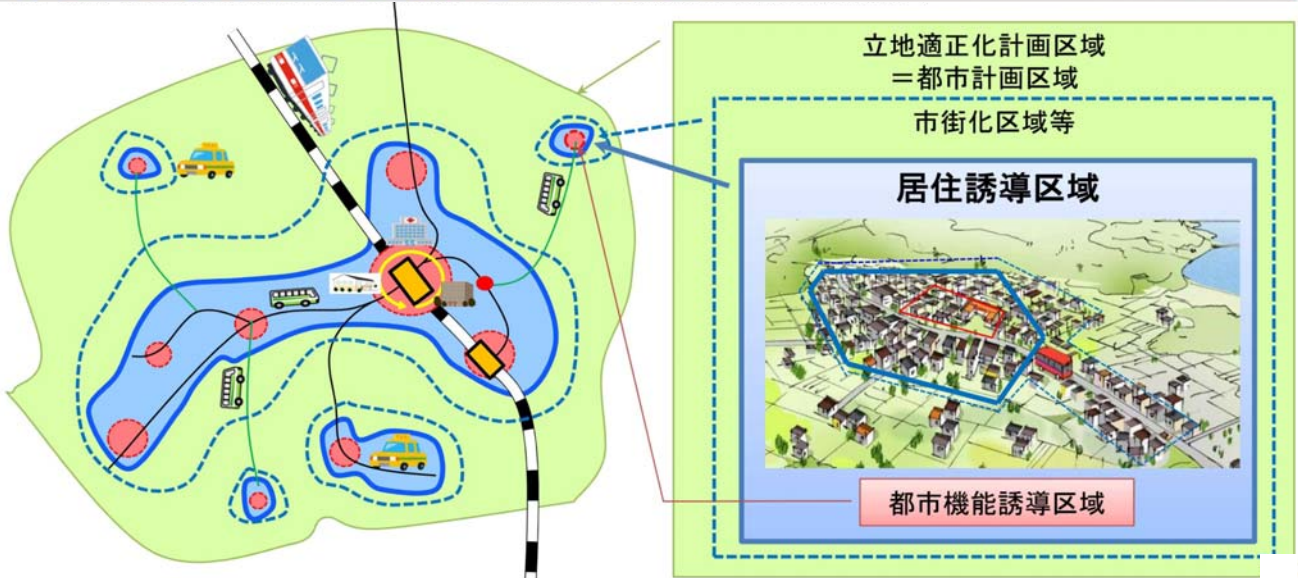 立地適正化計画区域
＝都市計画区域
市街化区域等
居住誘導区域
都市機能誘導区域